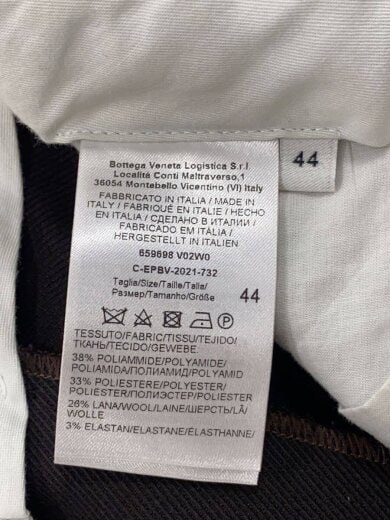 Bottega Veneta Logistica S.r.l.
Località Conti Maltraverso,1
36054 Montebello Vicentino (VI) Italy
FABBRICATO IN ITALIA / MADE IN
ITALY / FABRIQUÉ EN ITALIE / HECHO
EN ITALIA / СДЕЛАНО В ИТАЛИИ /
FABRICADO EM ITÁLIA /
HERGESTELLT IN ITALIEN
659698 V02W0
C-EPBV-2021-732
Taglia/Size/Taille/Talla/
Размер/Tamanho/Größe
44
44
P
TESSUTO/FABRIC/TISSU/TEJIDO/
ТКАНЬ/TECIDO/GEWEBE
38% POLIAMMIDE/POLYAMIDE/
POLIAMIDA/ПОЛИАМИД/POLYAMID
33% POLIESTERE/POLYESTER/
POLIÉSTER/ПОЛИЭСТЕР/POLYESTER
26% LANA/WOOL/LAINE/ШЕРСТЬ/LÃ/
WOLLE
3% ELASTAN/ELASTANE/ÉLASTHANNE/